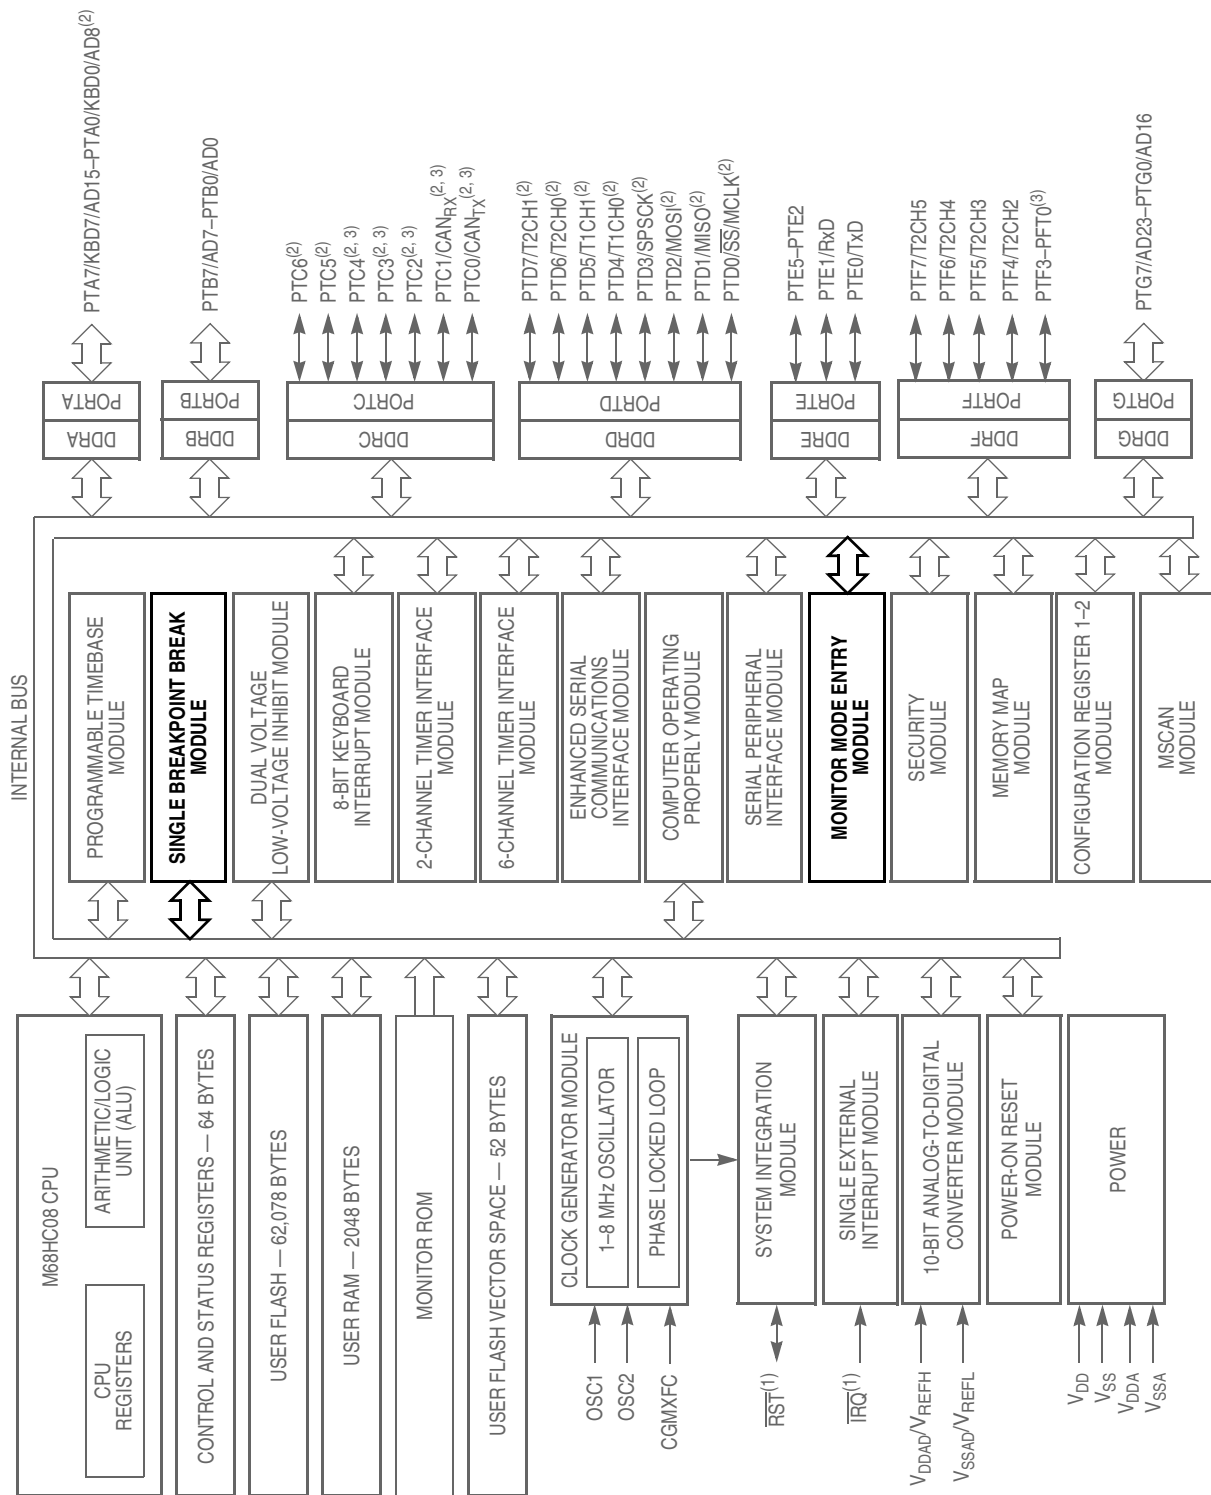 INTERNAL BUS
M68HC08 CPU
CPU
REGISTERS
ARITHMETIC/LOGIC
UNIT (ALU)
CONTROL AND STATUS REGISTERS — 64 BYTES
USER FLASH — 62,078 BYTES
USER RAM — 2048 BYTES
MONITOR ROM
USER FLASH VECTOR SPACE — 52 BYTES
CLOCK GENERATOR MODULE
1–8 MHz OSCILLATOR
PHASE LOCKED LOOP
OSC1
OSC2
CGMXFC
SYSTEM INTEGRATION
MODULE
R̅S̅T̅(1)
SINGLE EXTERNAL
INTERRUPT MODULE
I̅R̅Q̅(1)
10-BIT ANALOG-TO-DIGITAL
CONVERTER MODULE
VDDAD/VREFH
VSSAD/VREFL
POWER-ON RESET
MODULE
POWER
VDD
VSS
VDDA
VSSA
PROGRAMMABLE TIMEBASE
MODULE
SINGLE BREAKPOINT BREAK
MODULE
DUAL VOLTAGE
LOW-VOLTAGE INHIBIT MODULE
8-BIT KEYBOARD
INTERRUPT MODULE
2-CHANNEL TIMER INTERFACE
MODULE
6-CHANNEL TIMER INTERFACE
MODULE
ENHANCED SERIAL
COMMUNICATIONS
INTERFACE MODULE
COMPUTER OPERATING
PROPERLY MODULE
SERIAL PERIPHERAL
INTERFACE MODULE
MONITOR MODE ENTRY
MODULE
SECURITY
MODULE
MEMORY MAP
MODULE
CONFIGURATION REGISTER 1–2
MODULE
MSCAN
MODULE
DDRA
PORTA
PTA7/KBD7/AD15–PTA0/KBD0/AD8(2)
DDRB
PORTB
PTB7/AD7–PTB0/AD0
DDRC
PORTC
PTC6(2)
PTC5(2)
PTC4(2, 3)
PTC3(2, 3)
PTC2(2, 3)
PTC1/CANRX(2, 3)
PTC0/CANTX(2, 3)
DDRD
PORTD
PTD7/T2CH1(2)
PTD6/T2CH0(2)
PTD5/T1CH1(2)
PTD4/T1CH0(2)
PTD3/SPSCK(2)
PTD2/MOSI(2)
PTD1/MISO(2)
PTD0/S̅S̅/MCLK(2)
DDRE
PORTE
PTE5–PTE2
PTE1/RxD
PTE0/TxD
DDRF
PORTF
PTF7/T2CH5
PTF6/T2CH4
PTF5/T2CH3
PTF4/T2CH2
PTF3–PFT0(3)
DDRG
PORTG
PTG7/AD23–PTG0/AD16